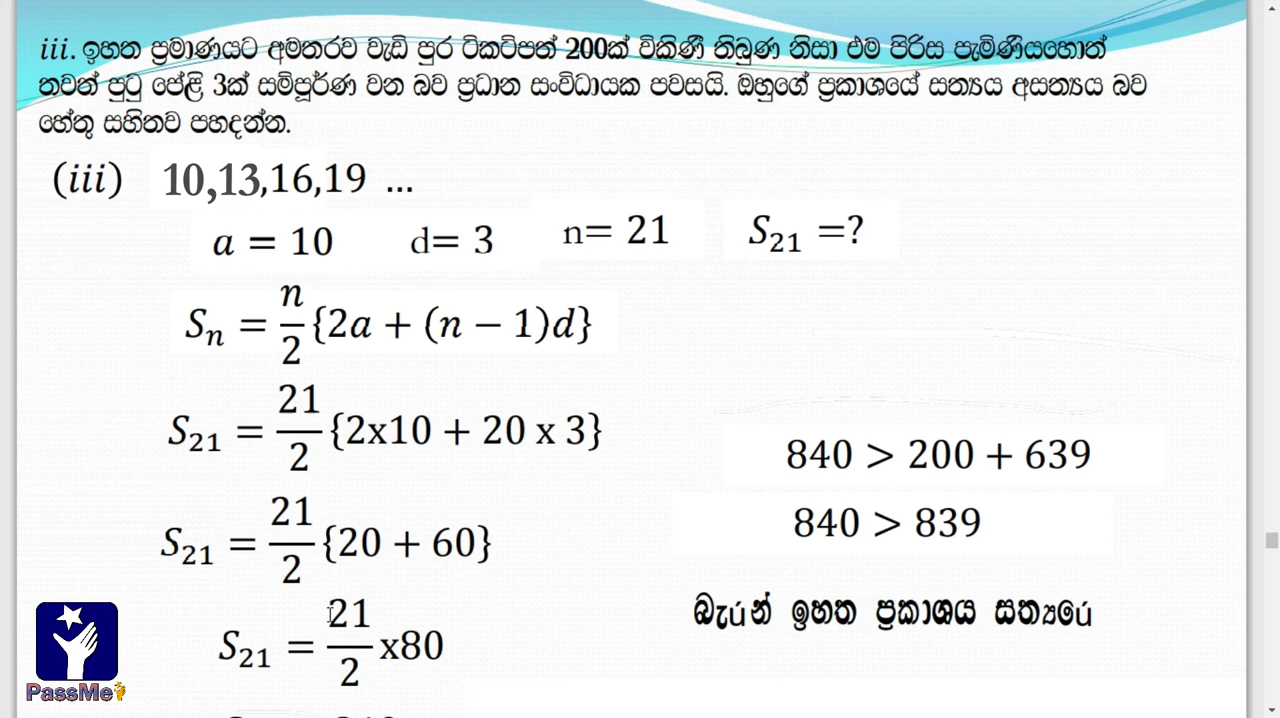 iii. ඉහත ප්‍රමාණයට අමතරව වැඩි පුර ටිකටිපත් 200ක් විකිණී තිබුණ නිසා එම පිරිස පැමිණියහොත්
තවත් පුටු පේළි 3ක් සම්පූර්ණ වන බව ප්‍රධාන සංවිධායක පවසයි. ඔහුගේ ප්‍රකාශයේ සත්‍යය අසත්‍යය බව
හේතු සහිතව පහදන්න.
(iii) 10,13,16,19 ...
a = 10 d= 3 n= 21 S₂₁ =?
Sₙ = n/2 {2a + (n − 1)d}
S₂₁ = 21/2 {2x10 + 20 x 3}
840 > 200 + 639
S₂₁ = 21/2 {20 + 60}
840 > 839
බැúන් ඉහත ප්‍රකාශය සත්‍යවේú
S₂₁ = 21/2 x80
PassMe